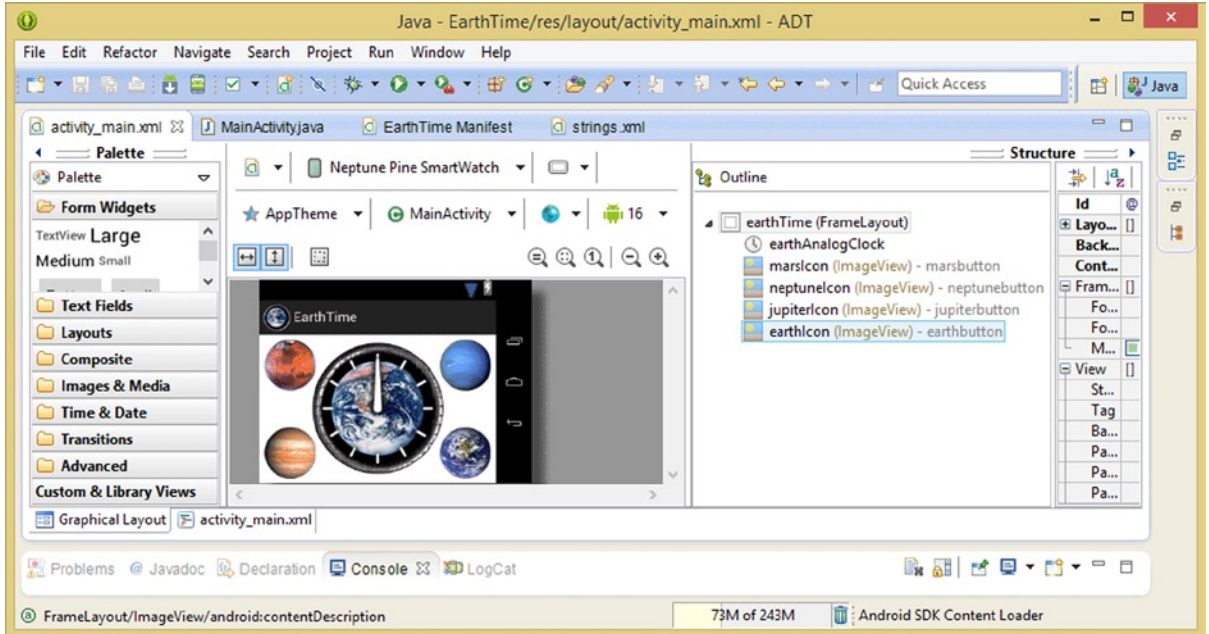 Java - EarthTime/res/layout/activity_main.xml - ADT
File Edit Refactor Navigate Search Project Run Window Help
Quick Access
Java
activity_main.xml MainActivity.java EarthTime Manifest strings.xml
Palette
Palette
Form Widgets
TextView Large
Medium Small
Text Fields
Layouts
Composite
Images & Media
Time & Date
Transitions
Advanced
Custom & Library Views
Neptune Pine SmartWatch
AppTheme MainActivity 16
EarthTime
Structure
Outline
earthTime (FrameLayout)
earthAnalogClock
marsIcon (ImageView) - marsbutton
neptuneIcon (ImageView) - neptunebutton
jupiterIcon (ImageView) - jupiterbutton
earthIcon (ImageView) - earthbutton
Id @
Layo... []
Back...
Cont...
Fram... []
Fo...
Fo...
M...
View []
St...
Tag
Ba...
Pa...
Pa...
Pa...
Graphical Layout activity_main.xml
Problems @ Javadoc Declaration Console LogCat
FrameLayout/ImageView/android:contentDescription 73M of 243M Android SDK Content Loader